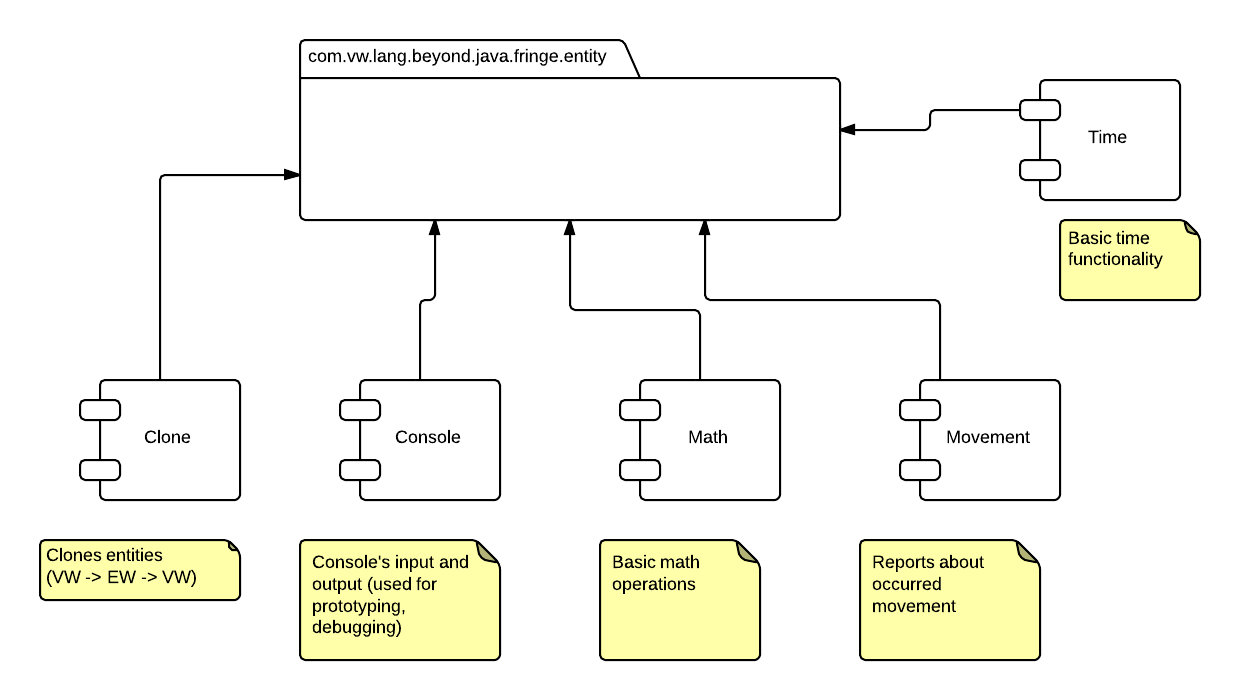 com.vw.lang.beyond.java.fringe.entity
Time
Basic time
functionality
Clone
Console
Math
Movement
Clones entities
(VW -> EW -> VW)
Console's input and
output (used for
prototyping,
debugging)
Basic math
operations
Reports about
occurred
movement